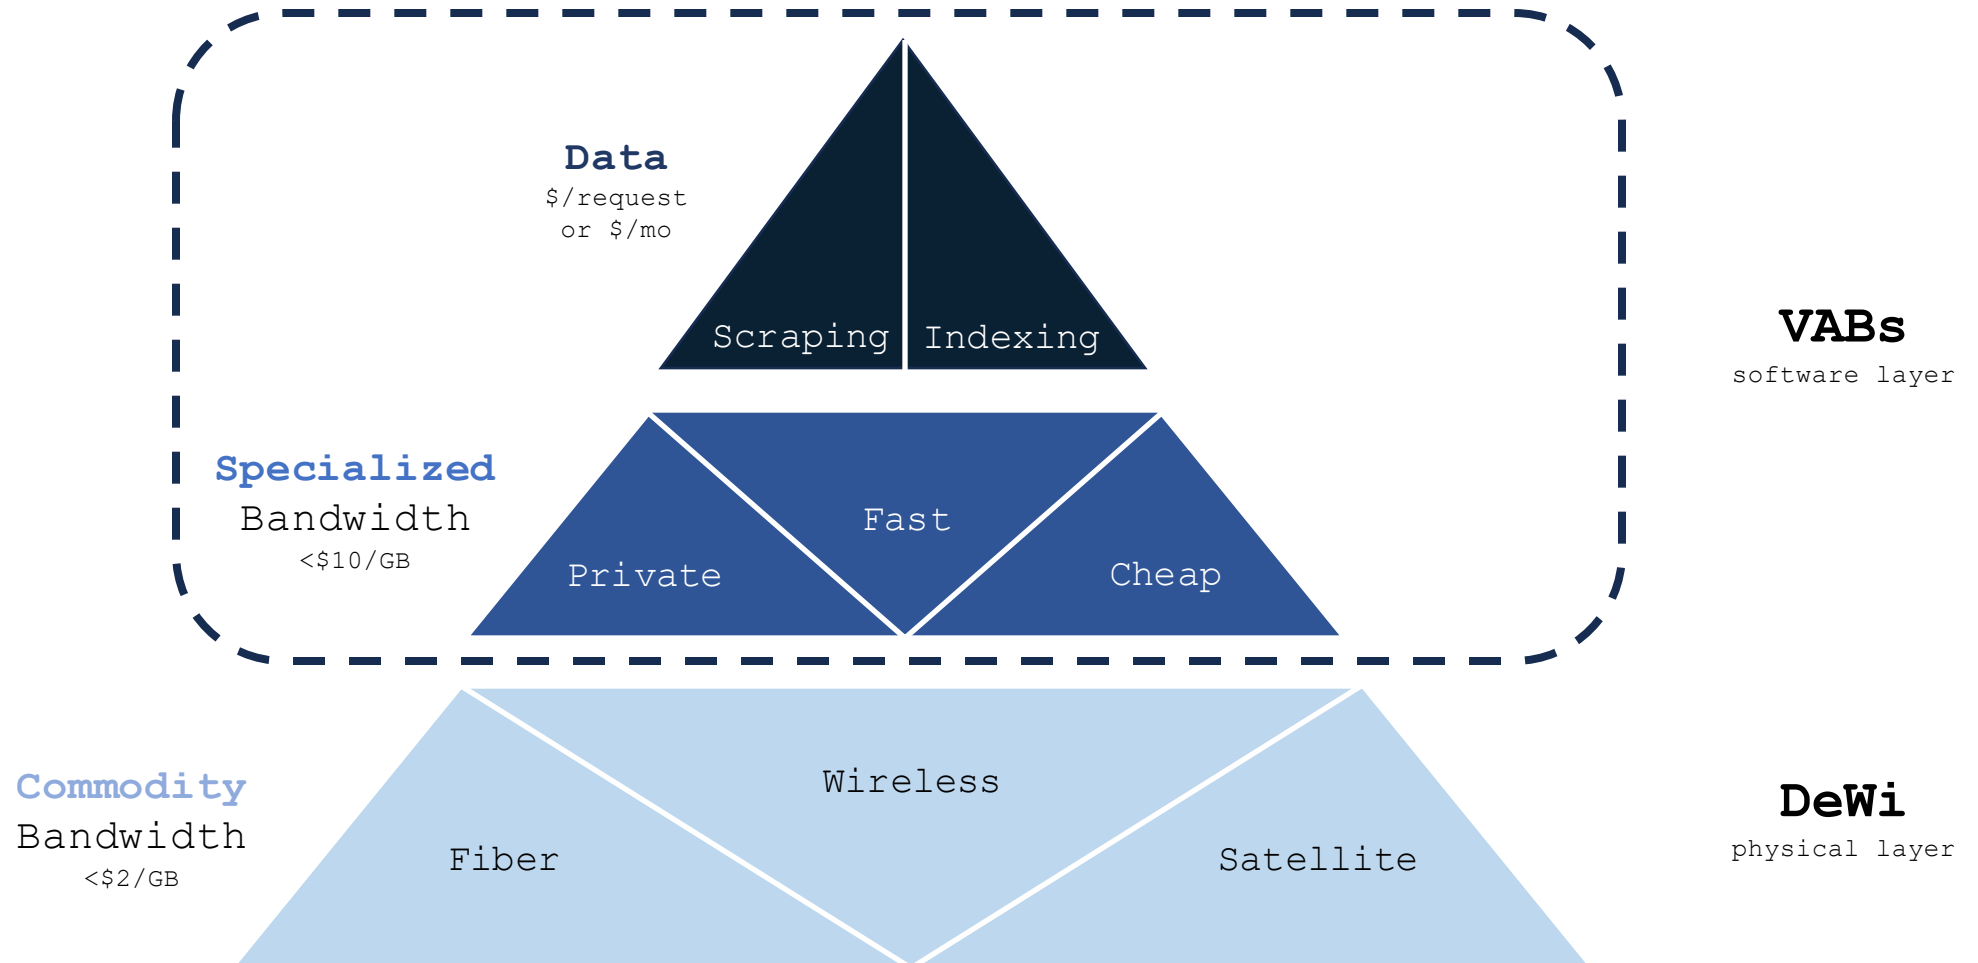 Data
$/request
or $/mo
Scraping
Indexing
VABs
software layer
Specialized
Bandwidth
<$10/GB
Private
Fast
Cheap
Commodity
Bandwidth
<$2/GB
Fiber
Wireless
Satellite
DeWi
physical layer